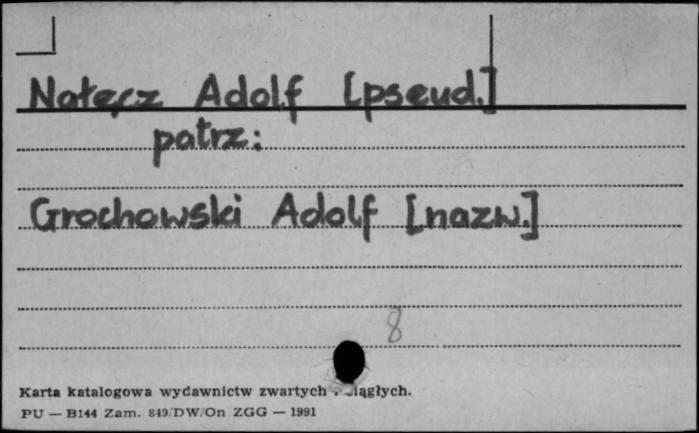 Nałęcz Adolf [pseud.]
patrz:
Grochowski Adolf [nazw.]
8
Karta katalogowa wydawnictw zwartych i ciągłych.
PU — B144 Zam. 849/DW/On ZGG — 1991